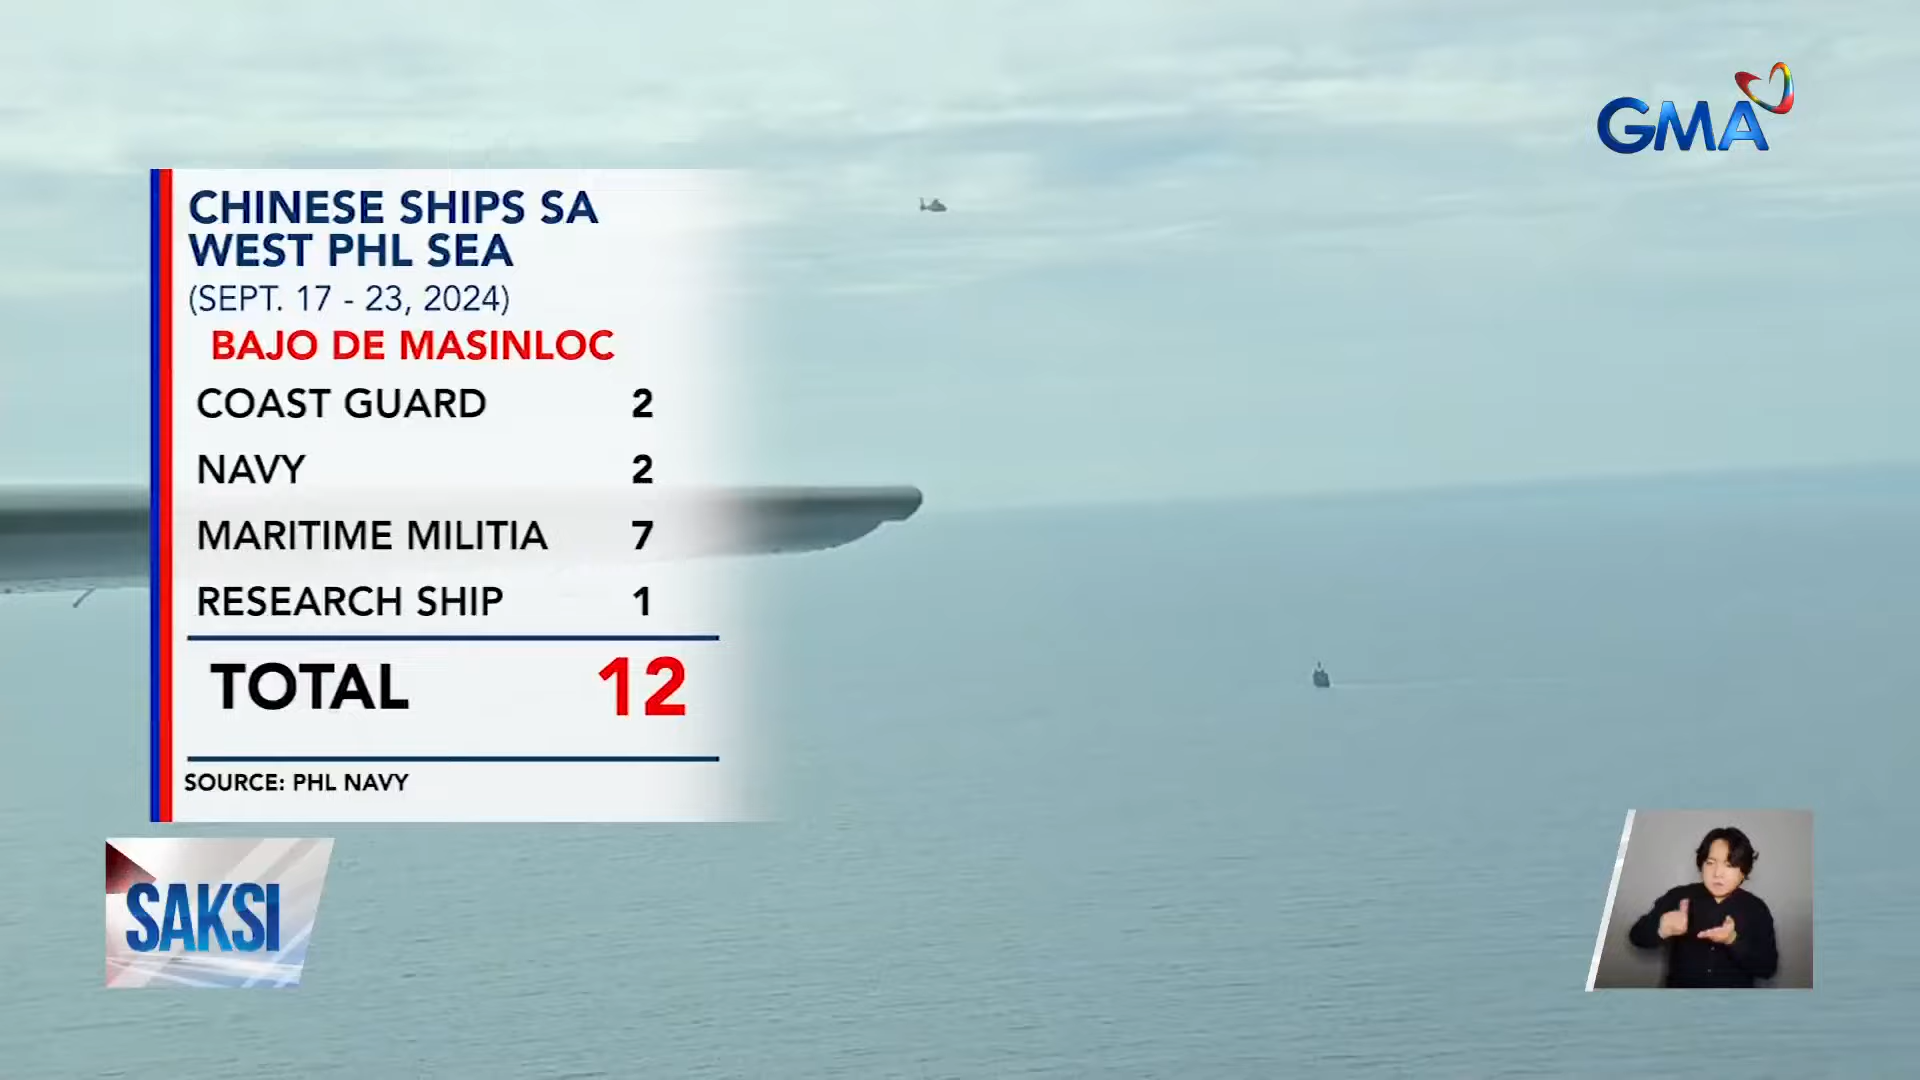 GMA
CHINESE SHIPS SA
WEST PHL SEA
(SEPT. 17 - 23, 2024)
BAJO DE MASINLOC
COAST GUARD 2
NAVY 2
MARITIME MILITIA 7
RESEARCH SHIP 1
TOTAL 12
SOURCE: PHL NAVY
SAKSI